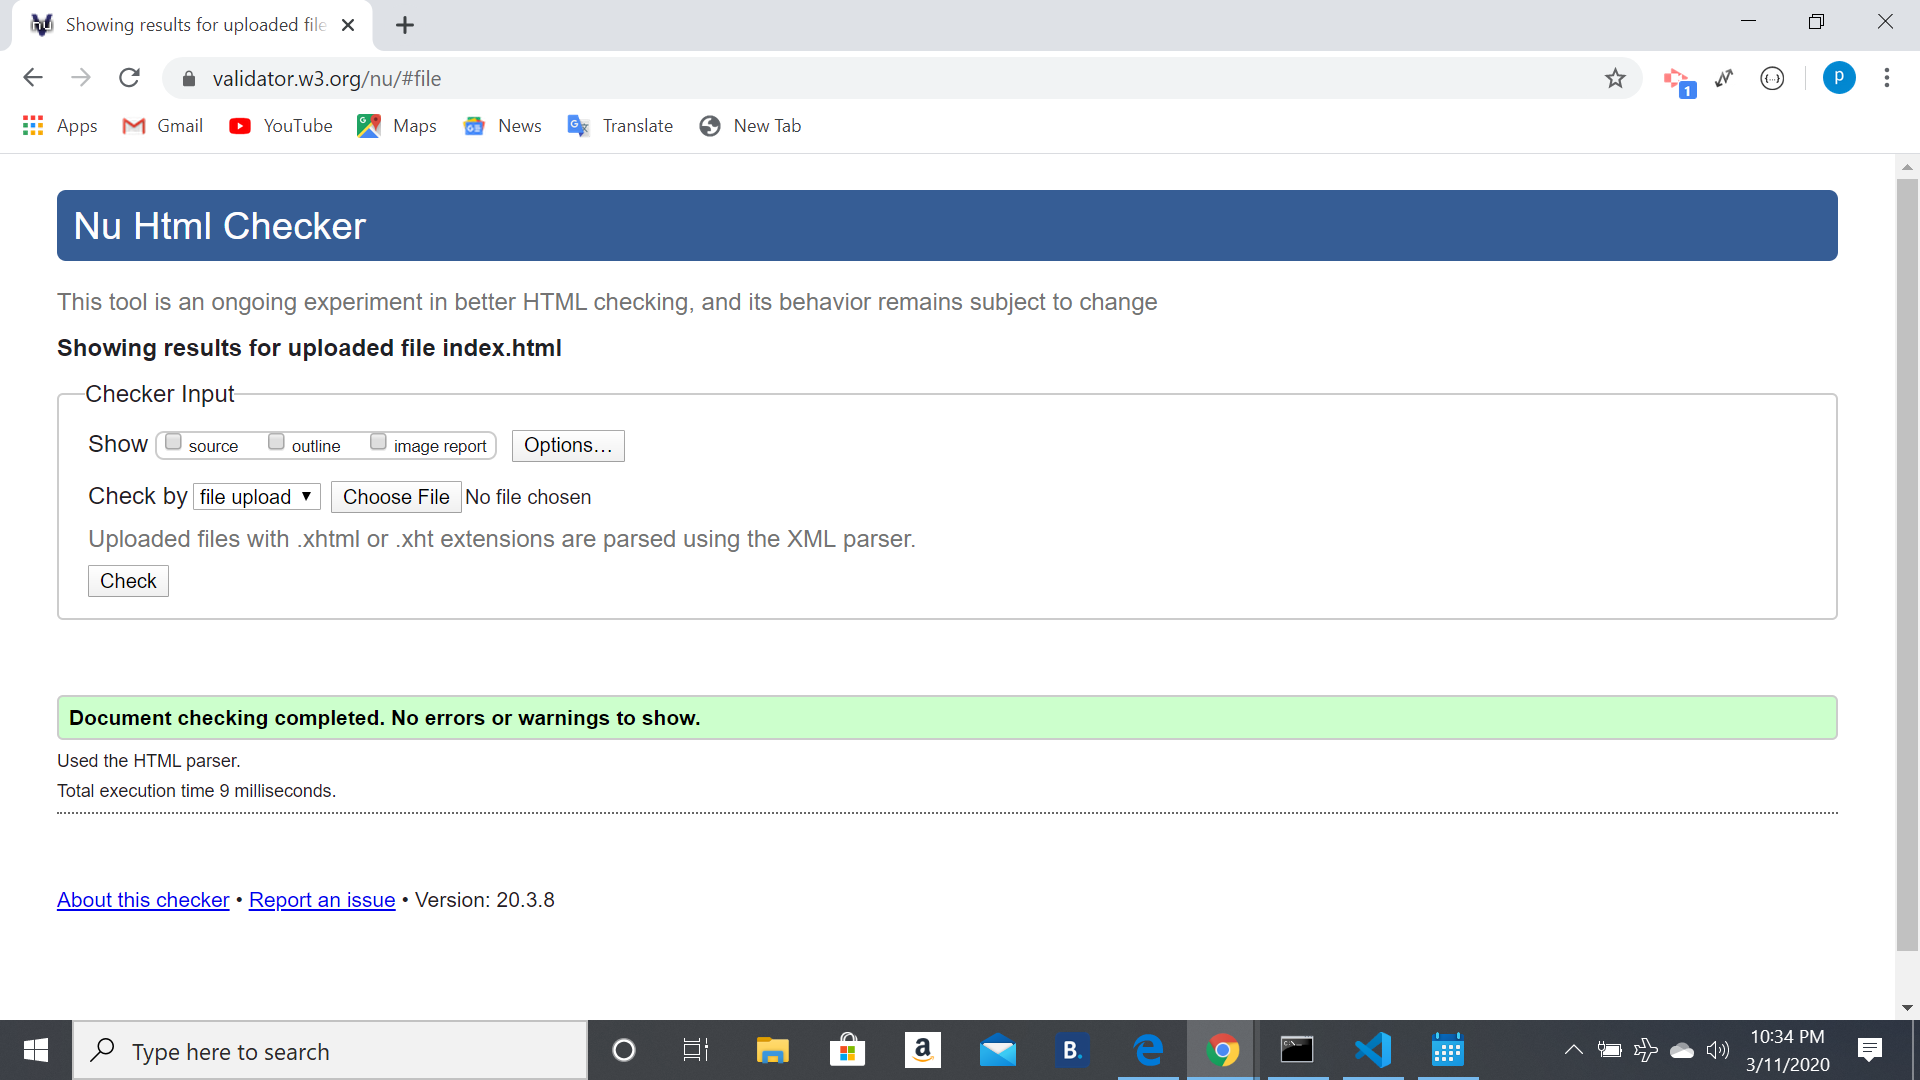 Showing results for uploaded file
validator.w3.org/nu/#file
1
p
Apps
Gmail
YouTube
Maps
News
Translate
New Tab
Nu Html Checker
This tool is an ongoing experiment in better HTML checking, and its behavior remains subject to change
Showing results for uploaded file index.html
Checker Input
Show source outline image report Options…
Check by file upload Choose File No file chosen
Uploaded files with .xhtml or .xht extensions are parsed using the XML parser.
Check
Document checking completed. No errors or warnings to show.
Used the HTML parser.
Total execution time 9 milliseconds.
About this checker • Report an issue • Version: 20.3.8
Type here to search
a
B.
10:34 PM
3/11/2020